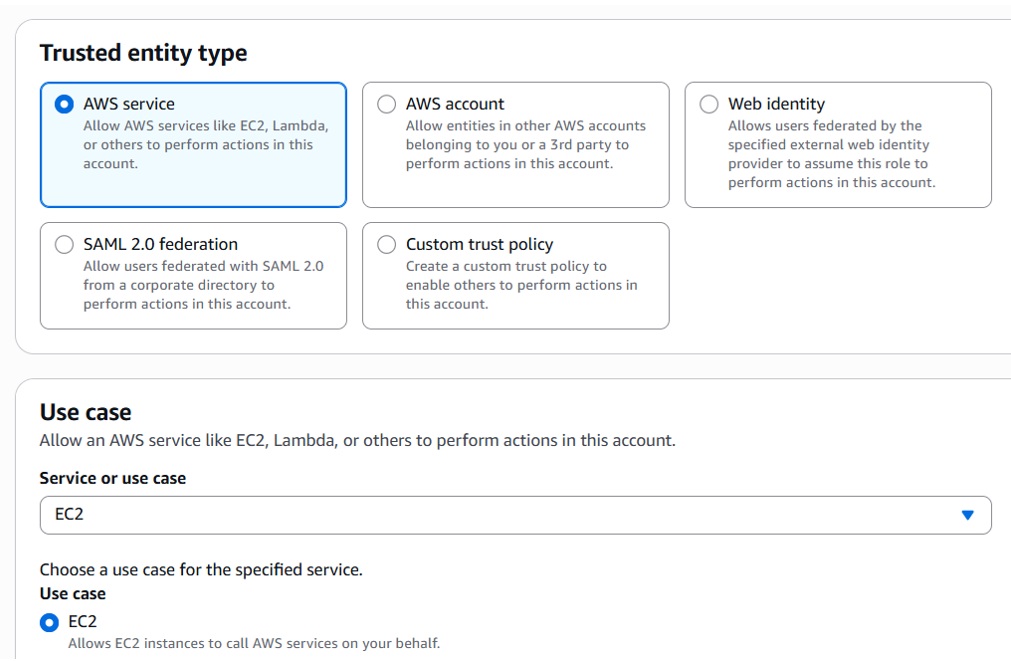 Trusted entity type
AWS service
Allow AWS services like EC2, Lambda,
or others to perform actions in this
account.
AWS account
Allow entities in other AWS accounts
belonging to you or a 3rd party to
perform actions in this account.
Web identity
Allows users federated by the
specified external web identity
provider to assume this role to
perform actions in this account.
SAML 2.0 federation
Allow users federated with SAML 2.0
from a corporate directory to
perform actions in this account.
Custom trust policy
Create a custom trust policy to
enable others to perform actions in
this account.
Use case
Allow an AWS service like EC2, Lambda, or others to perform actions in this account.
Service or use case
EC2
Choose a use case for the specified service.
Use case
EC2
Allows EC2 instances to call AWS services on your behalf.